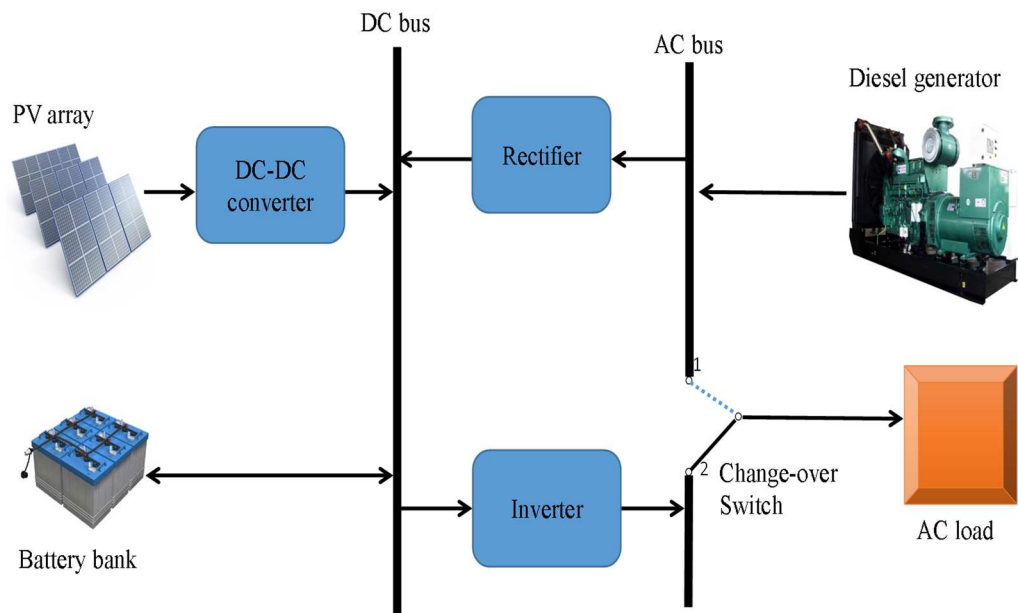 DC bus
AC bus
Diesel generator
PV array
DC-DC
converter
Rectifier
1
2
Change-over
Switch
Inverter
Battery bank
AC load